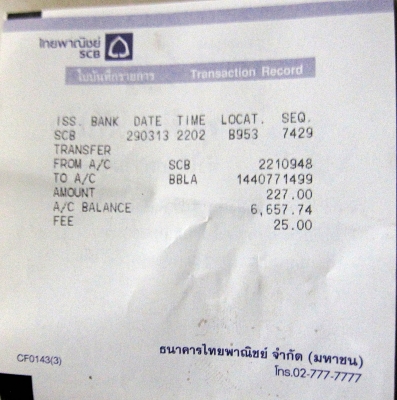 ไทยพาณิชย์
SCB
ใบบันทึกรายการ Transaction Record
ISS. BANK DATE TIME LOCAT. SEQ.
SCB 290313 2202 B953 7429
TRANSFER
FROM A/C SCB 2210948
TO A/C BBLA 1440771499
AMOUNT 227.00
A/C BALANCE 6,657.74
FEE 25.00
ธนาคารไทยพาณิชย์ จำกัด (มหาชน)
CF0143(3) โทร.02-777-7777